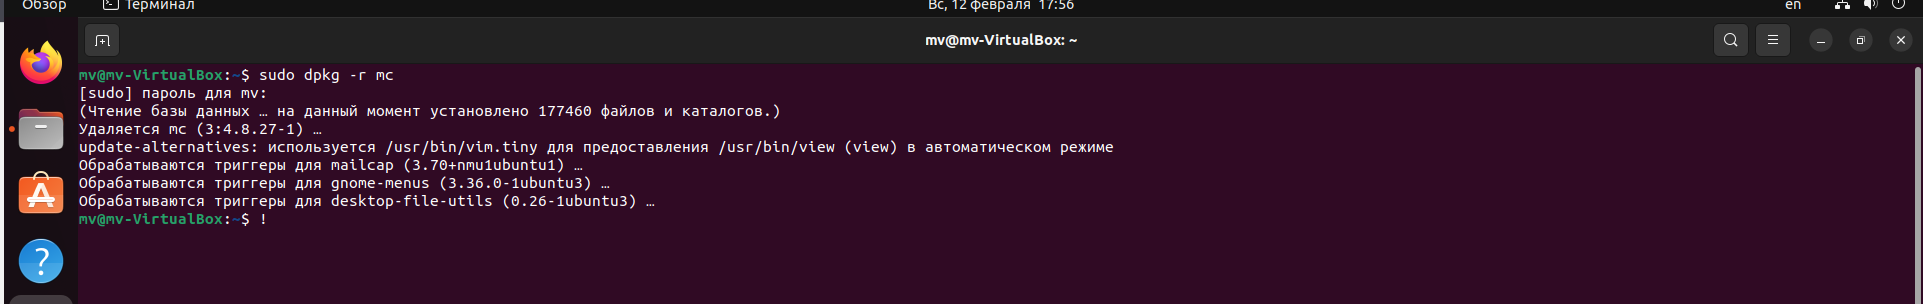 Обзор Терминал Вс, 12 февраля 17:56 en
mv@mv-VirtualBox: ~
mv@mv-VirtualBox:~$ sudo dpkg -r mc
[sudo] пароль для mv:
(Чтение базы данных … на данный момент установлено 177460 файлов и каталогов.)
Удаляется mc (3:4.8.27-1) …
update-alternatives: используется /usr/bin/vim.tiny для предоставления /usr/bin/view (view) в автоматическом режиме
Обрабатываются триггеры для mailcap (3.70+nmu1ubuntu1) …
Обрабатываются триггеры для gnome-menus (3.36.0-1ubuntu3) …
Обрабатываются триггеры для desktop-file-utils (0.26-1ubuntu3) …
mv@mv-VirtualBox:~$ !